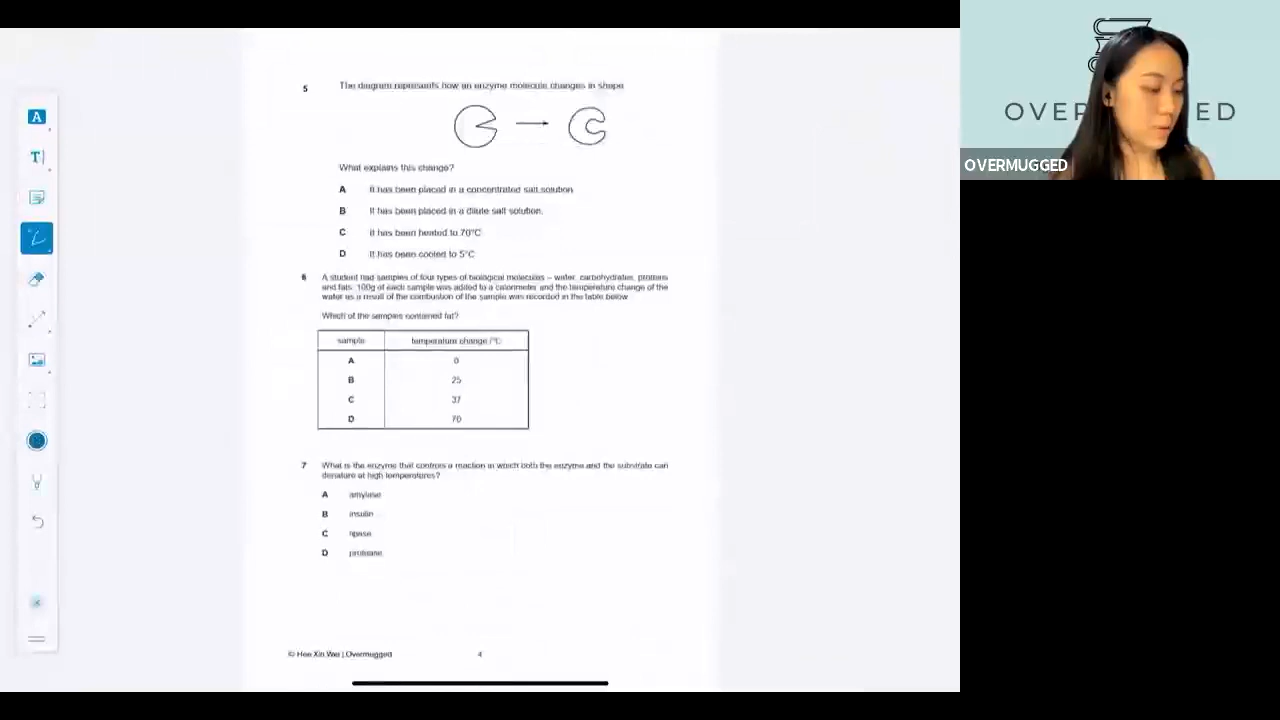 5 The diagram represents how an enzyme molecule changes in shape
What explains this change?
A It has been placed in a concentrated salt solution
B It has been placed in a dilute salt solution.
C It has been heated to 70°C
D It has been cooled to 5°C
6 A student had samples of four types of biological molecules – water, carbohydrates, proteins
and fats. 100g of each sample was added to a calorimeter and the temperature change of the
water as a result of the combustion of the sample was recorded in the table below
Which of the samples contained fat?
sample temperature change /°C
A 0
B 25
C 37
D 70
7 What is the enzyme that controls a reaction in which both the enzyme and the substrate can
denature at high temperatures?
A amylase
B insulin
C lipase
D protease
© Hee Xin Wei | Overmugged 4
A
T
OVER ED
OVERMUGGED